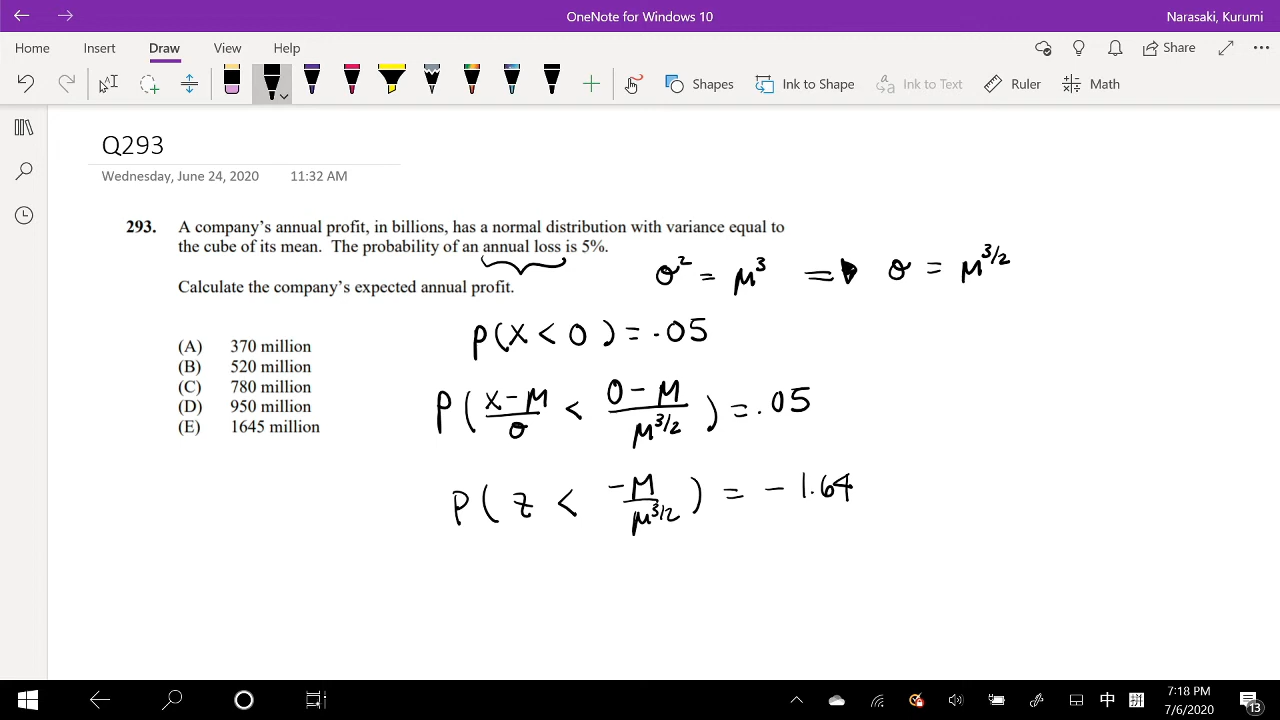 OneNote for Windows 10
Narasaki, Kurumi
Home Insert Draw View Help
Share
Shapes Ink to Shape Ink to Text Ruler Math
Q293
Wednesday, June 24, 2020 11:32 AM
293. A company's annual profit, in billions, has a normal distribution with variance equal to
the cube of its mean. The probability of an annual loss is 5%.
σ² = μ³ ⇒ σ = μ^{3/2}
Calculate the company's expected annual profit.
P(X < 0) = .05
(A) 370 million
(B) 520 million
(C) 780 million
(D) 950 million
(E) 1645 million
P((X-μ)/σ < (0-μ)/μ^{3/2}) = .05
P(Z < -μ/μ^{3/2}) = -1.64
中 拼
7:18 PM
7/6/2020
13